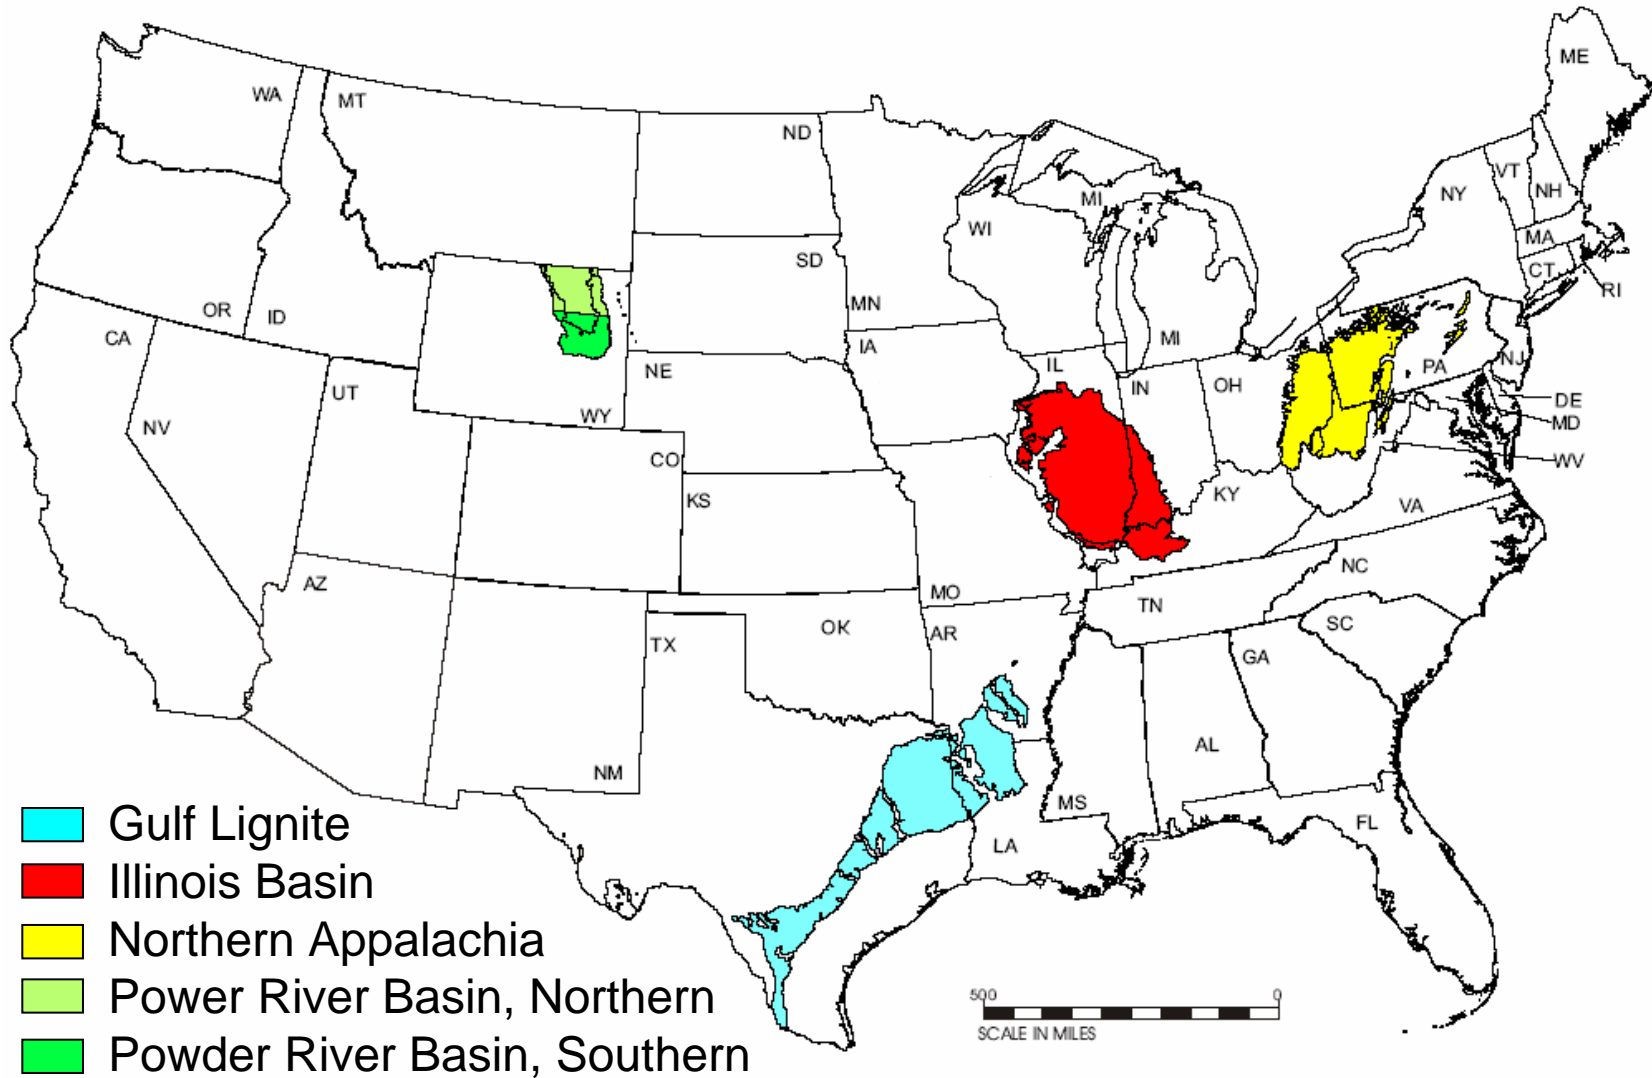 ME
WA
MT
ND
VT
NH
NY
MI
WI
MA
SD
CT
RI
MN
OR
ID
CA
MI
IA
IL
PA
NJ
NE
IN
OH
UT
DE
WY
MD
NV
CO
WV
KS
KY
VA
AZ
NC
MO
TN
OK
AR
SC
TX
GA
AL
NM
MS
FL
LA
Gulf Lignite
Illinois Basin
Northern Appalachia
Power River Basin, Northern
Powder River Basin, Southern
500 0
SCALE IN MILES